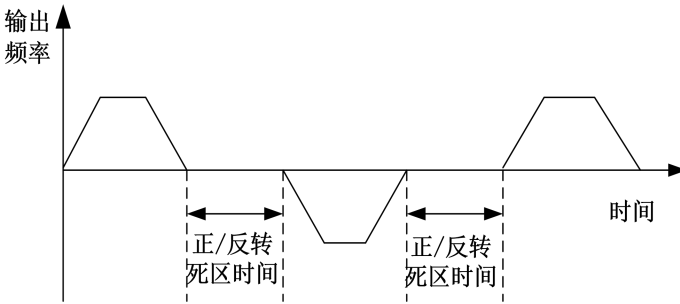 输出
频率
时间
正/反转
死区时间
正/反转
死区时间